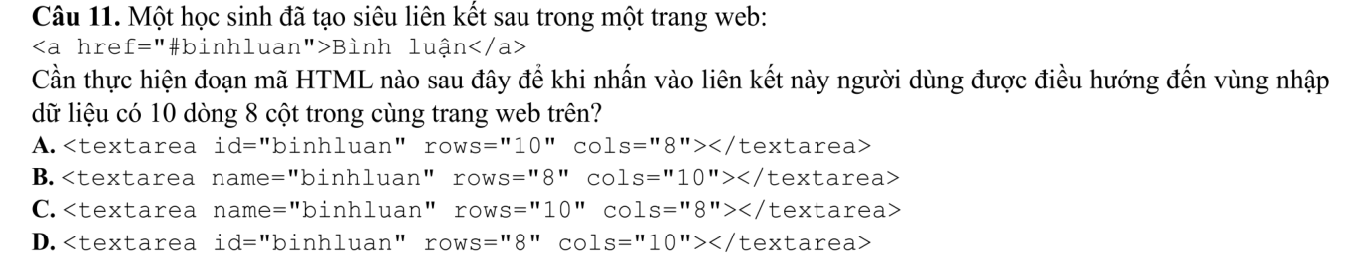 Câu 11. Một học sinh đã tạo siêu liên kết sau trong một trang web:
<a href="#binhluan">Bình luận</a>
Cần thực hiện đoạn mã HTML nào sau đây để khi nhấn vào liên kết này người dùng được điều hướng đến vùng nhập
dữ liệu có 10 dòng 8 cột trong cùng trang web trên?
A. <textarea id="binhluan" rows="10" cols="8"></textarea>
B. <textarea name="binhluan" rows="8" cols="10"></textarea>
C. <textarea name="binhluan" rows="10" cols="8"></textarea>
D. <textarea id="binhluan" rows="8" cols="10"></textarea>